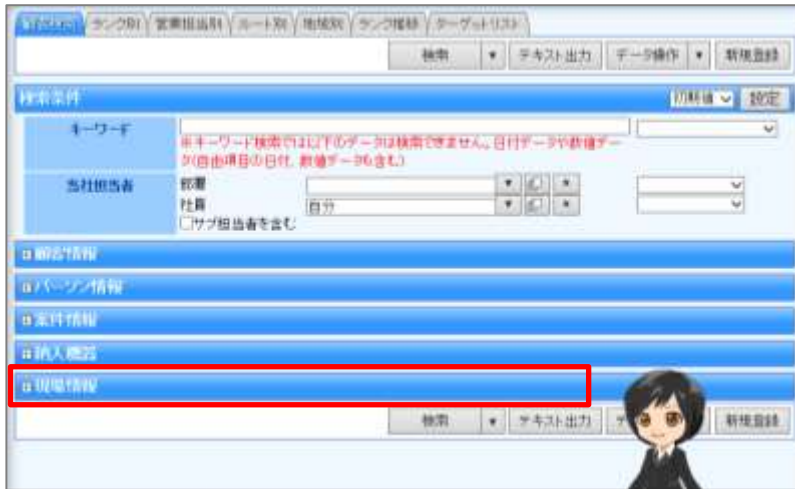 ランク別 営業担当別 ルート別 地域別 ランク推移 ターゲットリスト
検索 ▼ テキスト出力 データ操作 ▼ 新規登録
検索条件 初期値 設定
キーワード
※キーワード検索では以下のデータは検索できません。日付データや数値デー
タ(自由項目の日付、数値データも含む)
当社担当者 部署
社員 自分
サブ担当者を含む
顧客情報
パーソン情報
案件情報
納入機器
現場情報
検索 ▼ テキスト出力 新規登録